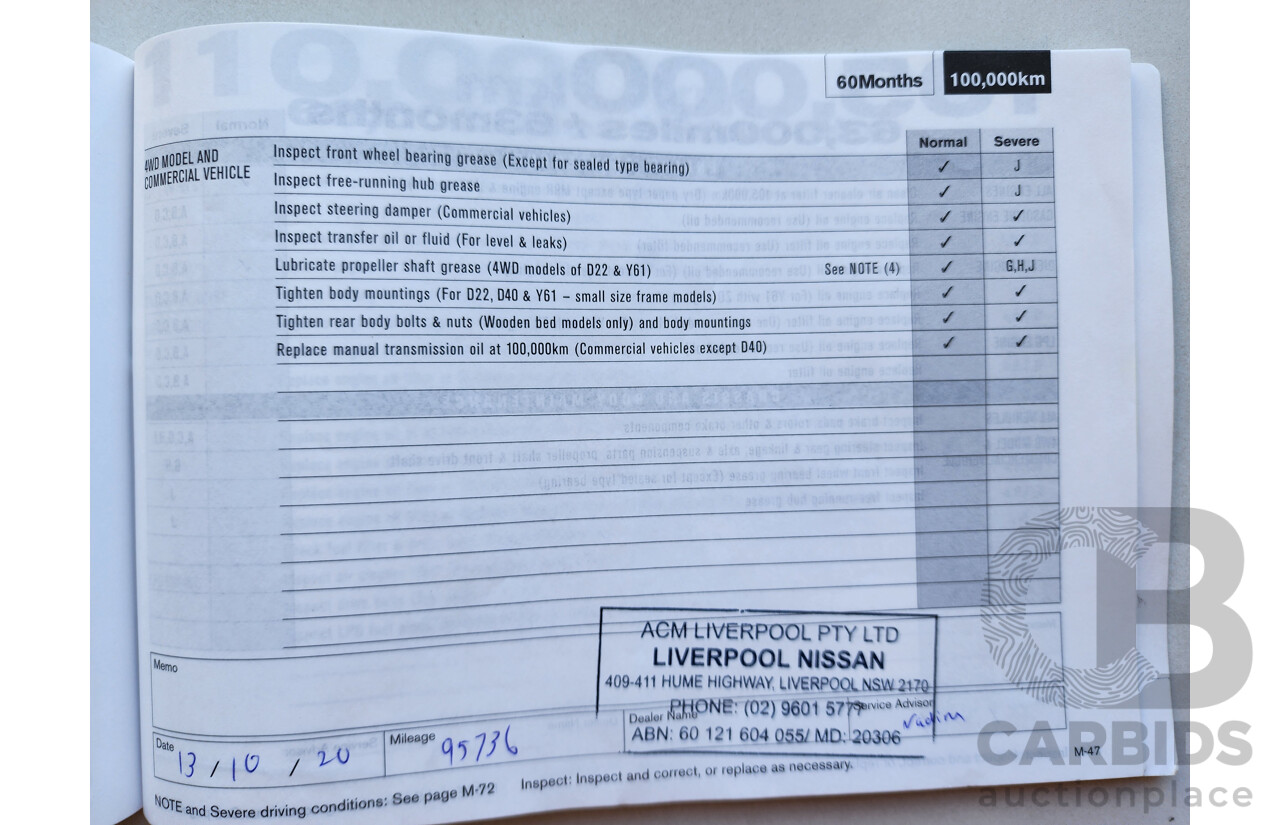 60Months 100,000km
Normal Severe
4WD MODEL AND
COMMERCIAL VEHICLE
Inspect front wheel bearing grease (Except for sealed type bearing) ✓ J
Inspect free-running hub grease ✓ J
Inspect steering damper (Commercial vehicles) ✓ ✓
Inspect transfer oil or fluid (For level & leaks) ✓ ✓
Lubricate propeller shaft grease (4WD models of D22 & Y61) See NOTE (4) ✓ G,H,J
Tighten body mountings (For D22, D40 & Y61 – small size frame models) ✓ ✓
Tighten rear body bolts & nuts (Wooden bed models only) and body mountings ✓ ✓
Replace manual transmission oil at 100,000km (Commercial vehicles except D40) ✓ ✓
Memo
ACM LIVERPOOL PTY LTD
LIVERPOOL NISSAN
409-411 HUME HIGHWAY, LIVERPOOL NSW 2170
PHONE: (02) 9601 577
ABN: 60 121 604 055/ MD: 20306
Dealer Name
Service Advisor
Date 13 / 10 / 20
Mileage 95736
M-47
NOTE and Severe driving conditions: See page M-72 Inspect: Inspect and correct, or replace as necessary.
CARBIDS
auctionplace